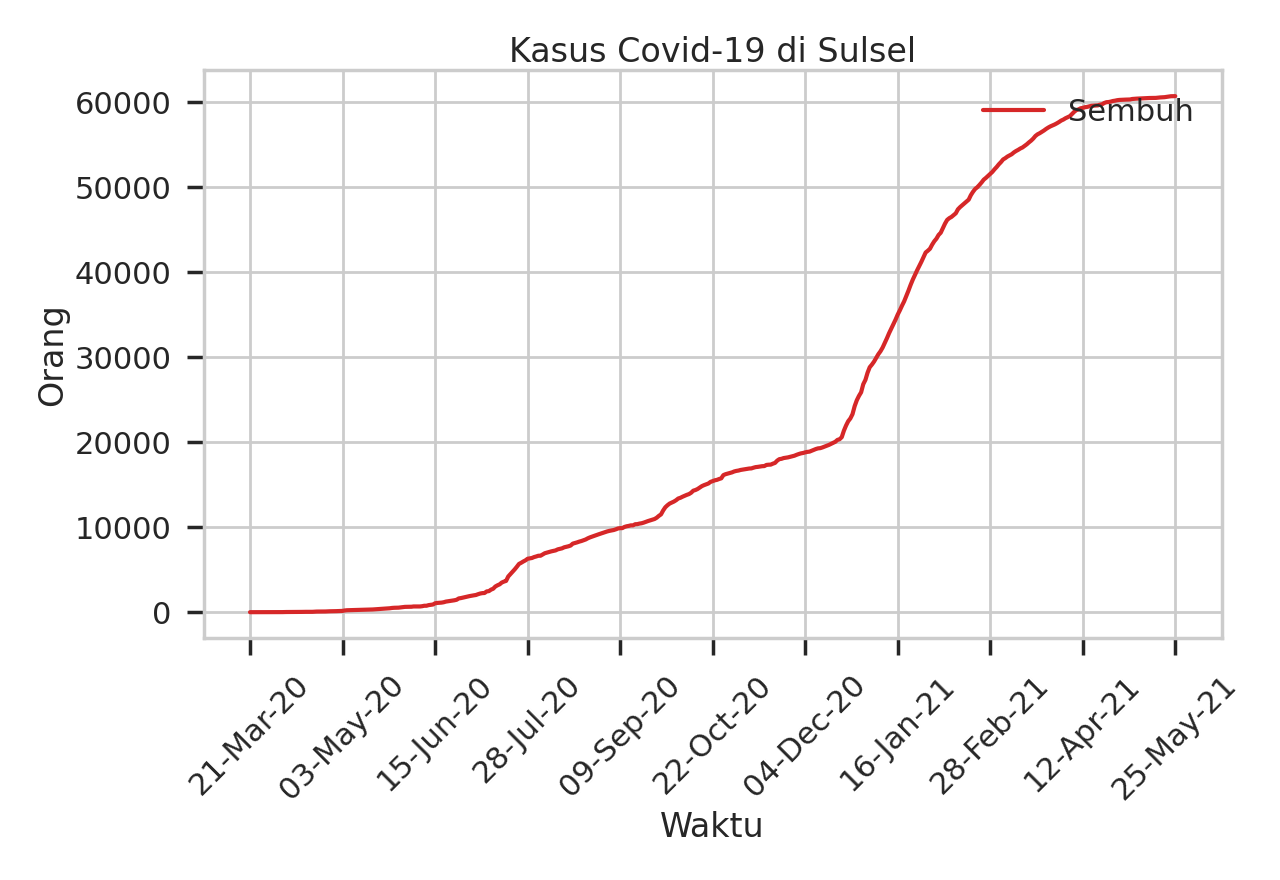 Kasus Covid-19 di Sulsel
Sembuh
60000
50000
40000
30000
20000
10000
0
Orang
21-Mar-20
03-May-20
15-Jun-20
28-Jul-20
09-Sep-20
22-Oct-20
04-Dec-20
16-Jan-21
28-Feb-21
12-Apr-21
25-May-21
Waktu